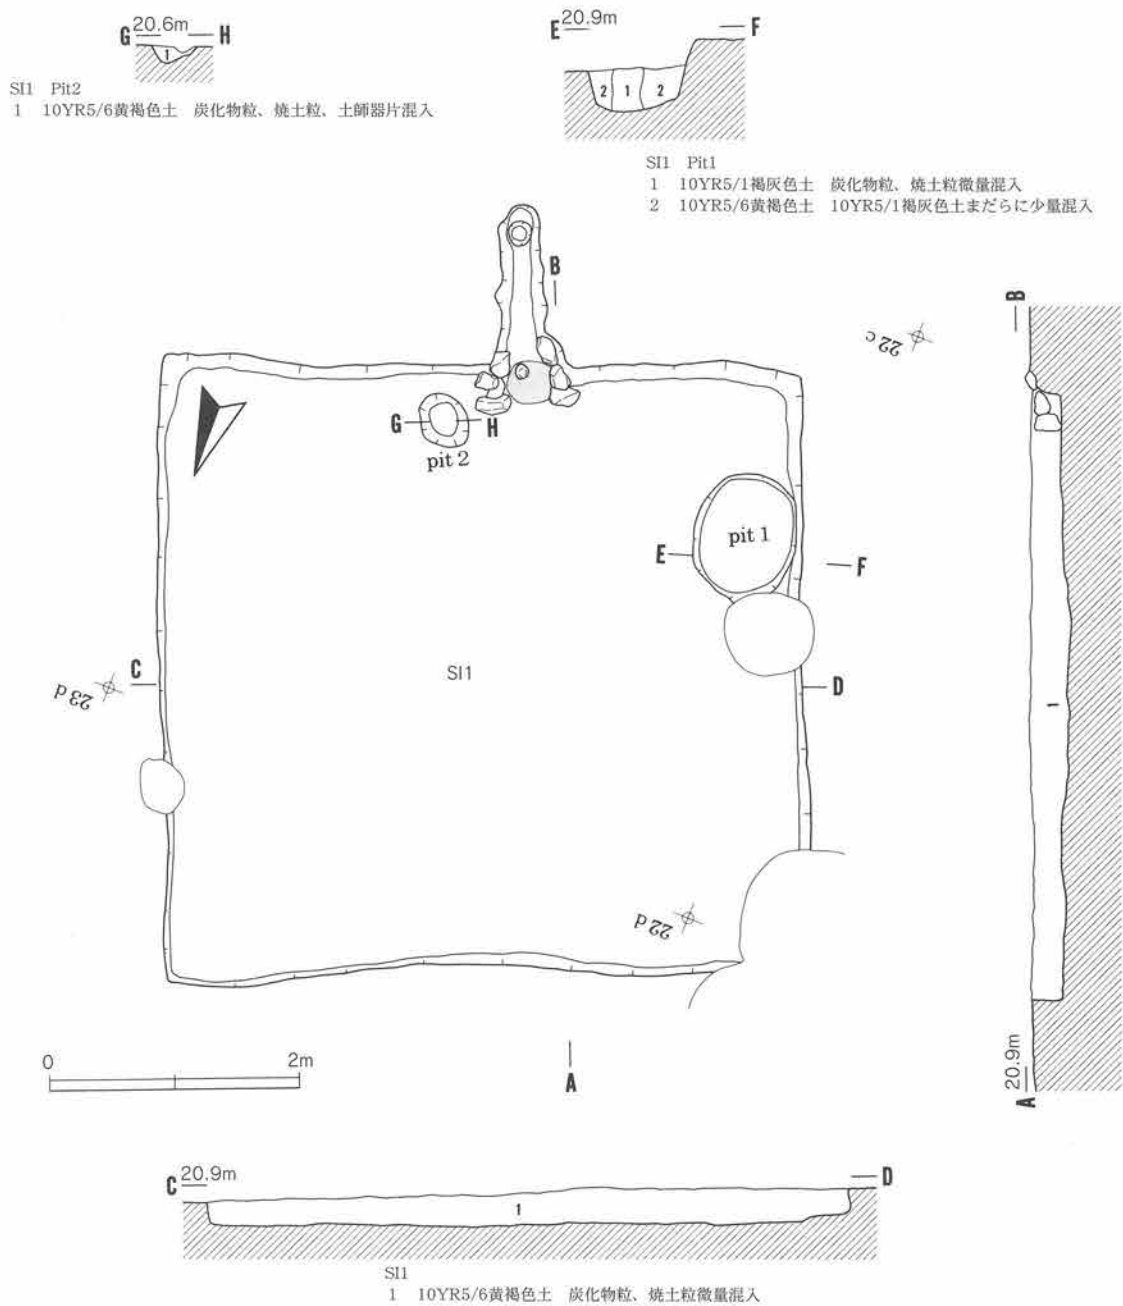 G 20.6m H
1
SI1 Pit2
1 10YR5/6黄褐色土 炭化物粒、焼土粒、土師器片混入
E 20.9m F
2 1 2
SI1 Pit1
1 10YR5/1褐灰色土 炭化物粒、焼土粒微量混入
2 10YR5/6黄褐色土 10YR5/1褐灰色土まだらに少量混入
B
B
22 c
G H
pit 2
pit 1
E F
C
SI1
D
23 d
1
22 d
0 2m
A
20.9m
A
C 20.9m D
1
SI1
1 10YR5/6黄褐色土 炭化物粒、焼土粒微量混入